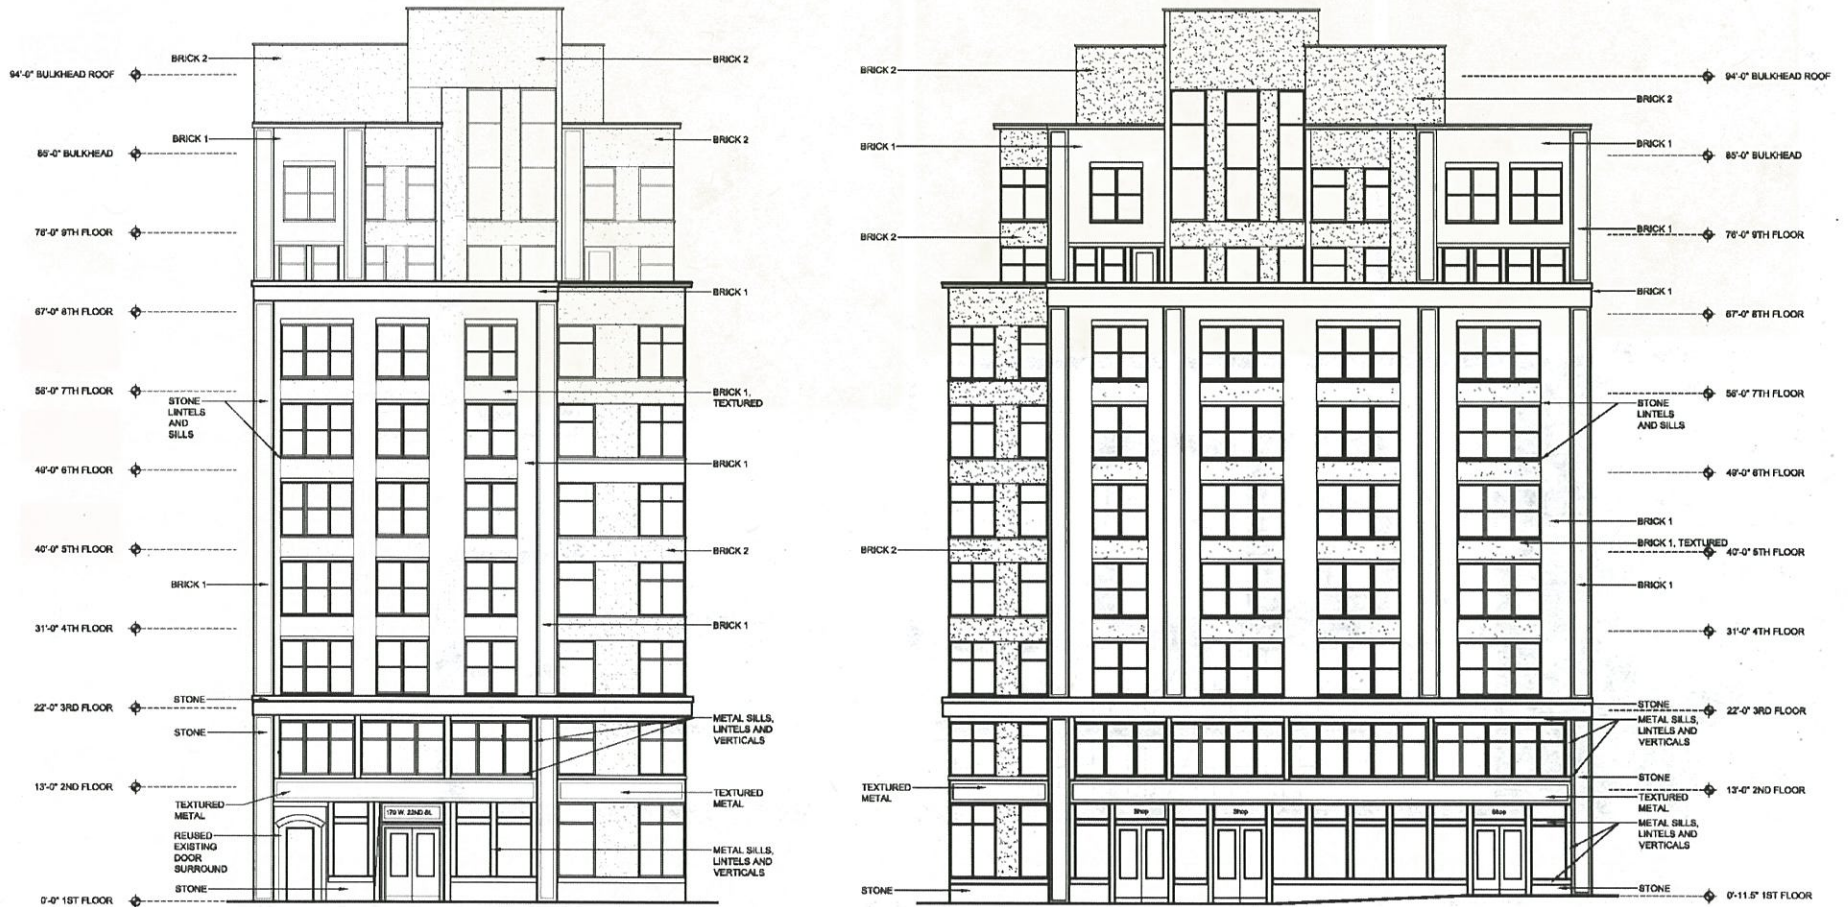 BRICK 2
BRICK 2
94'-0" BULKHEAD ROOF
BRICK 1
BRICK 2
85'-0" BULKHEAD
76'-0" 9TH FLOOR
BRICK 1
67'-0" 8TH FLOOR
58'-0" 7TH FLOOR
STONE
LINTELS
AND
SILLS
BRICK 1,
TEXTURED
BRICK 1
49'-0" 6TH FLOOR
40'-0" 5TH FLOOR
BRICK 2
BRICK 1
31'-0" 4TH FLOOR
BRICK 1
STONE
22'-0" 3RD FLOOR
STONE
METAL SILLS,
LINTELS AND
VERTICALS
13'-0" 2ND FLOOR
TEXTURED
METAL
TEXTURED
METAL
170 W. 22ND St.
REUSED
EXISTING
DOOR
SURROUND
METAL SILLS,
LINTELS AND
VERTICALS
STONE
0'-0" 1ST FLOOR
BRICK 2
94'-0" BULKHEAD ROOF
BRICK 2
BRICK 1
BRICK 1
85'-0" BULKHEAD
BRICK 2
BRICK 1
76'-0" 9TH FLOOR
BRICK 1
67'-0" 8TH FLOOR
58'-0" 7TH FLOOR
STONE
LINTELS
AND SILLS
49'-0" 6TH FLOOR
BRICK 1
BRICK 2
BRICK 1, TEXTURED
40'-0" 5TH FLOOR
BRICK 1
31'-0" 4TH FLOOR
STONE
22'-0" 3RD FLOOR
METAL SILLS,
LINTELS AND
VERTICALS
STONE
TEXTURED
METAL
13'-0" 2ND FLOOR
TEXTURED
METAL
Shop
Shop
Shop
METAL SILLS,
LINTELS AND
VERTICALS
STONE
STONE
0'-11.5" 1ST FLOOR